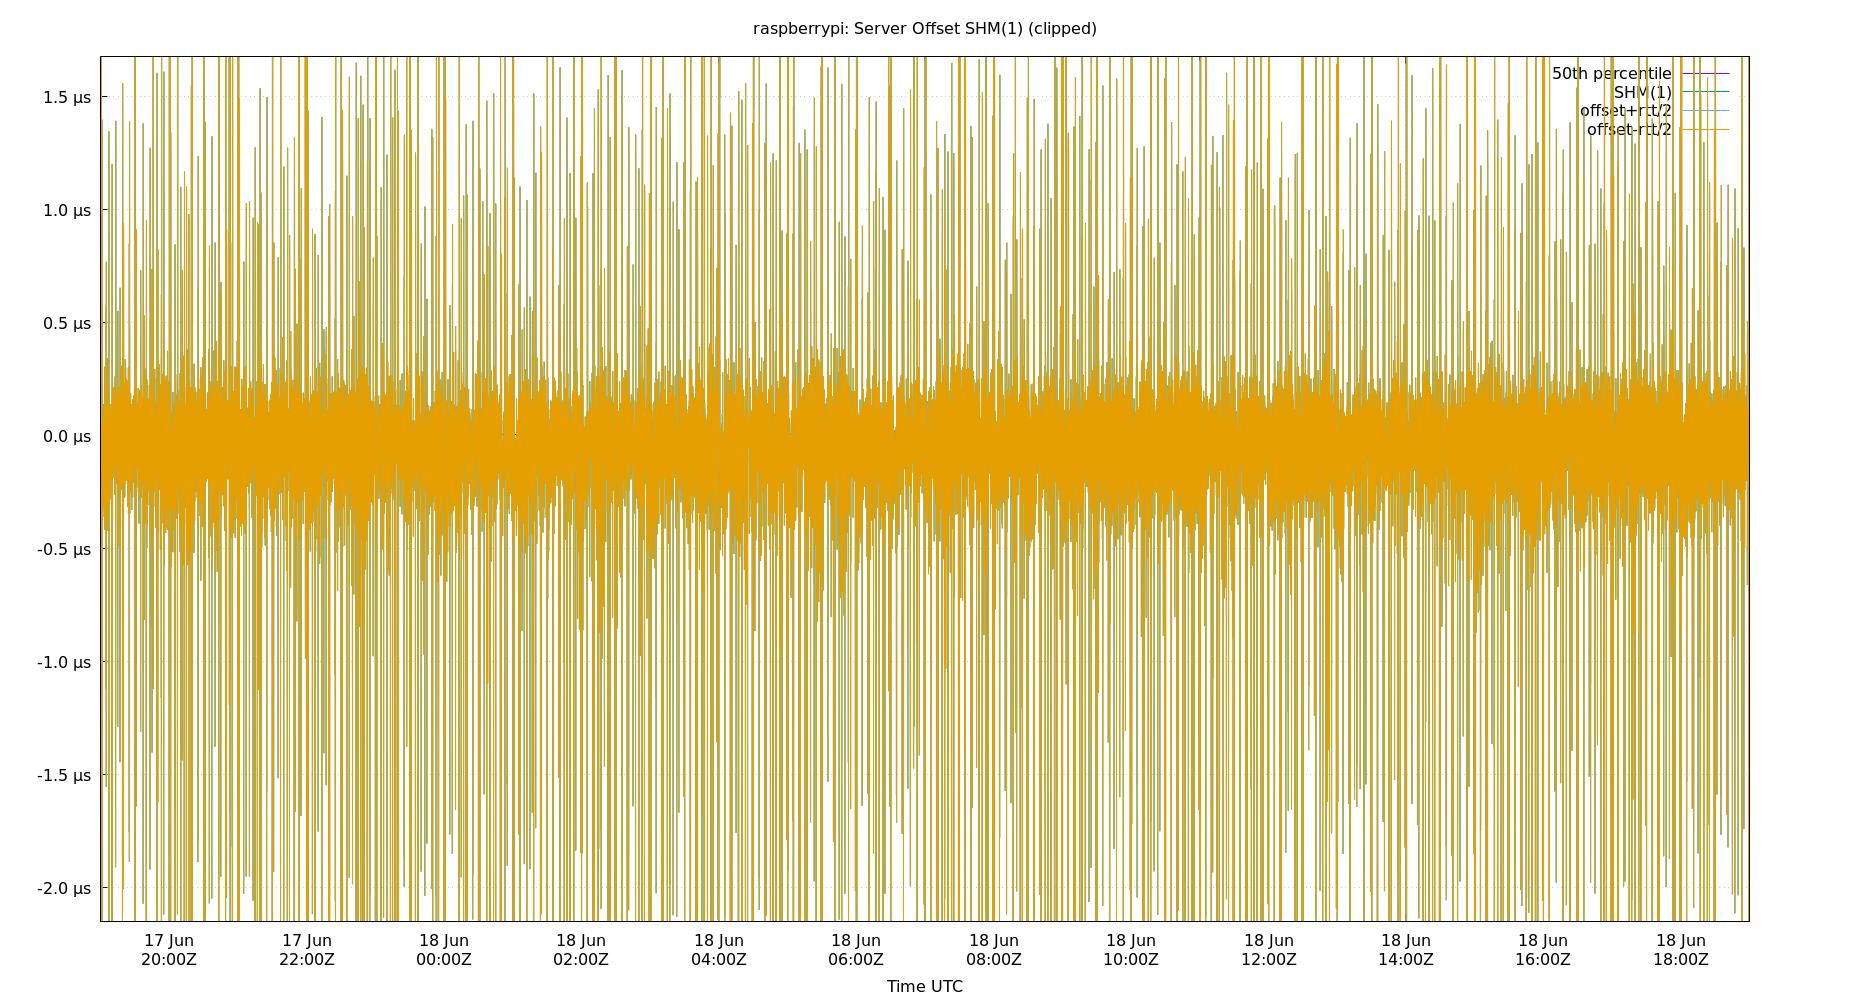 raspberrypi: Server Offset SHM(1) (clipped)
50th percentile
SHM(1)
offset+rtt/2
offset-rtt/2
1.5 µs
1.0 µs
0.5 µs
0.0 µs
-0.5 µs
-1.0 µs
-1.5 µs
-2.0 µs
17 Jun 17 Jun 18 Jun 18 Jun 18 Jun 18 Jun 18 Jun 18 Jun 18 Jun 18 Jun 18 Jun 18 Jun
20:00Z 22:00Z 00:00Z 02:00Z 04:00Z 06:00Z 08:00Z 10:00Z 12:00Z 14:00Z 16:00Z 18:00Z
Time UTC